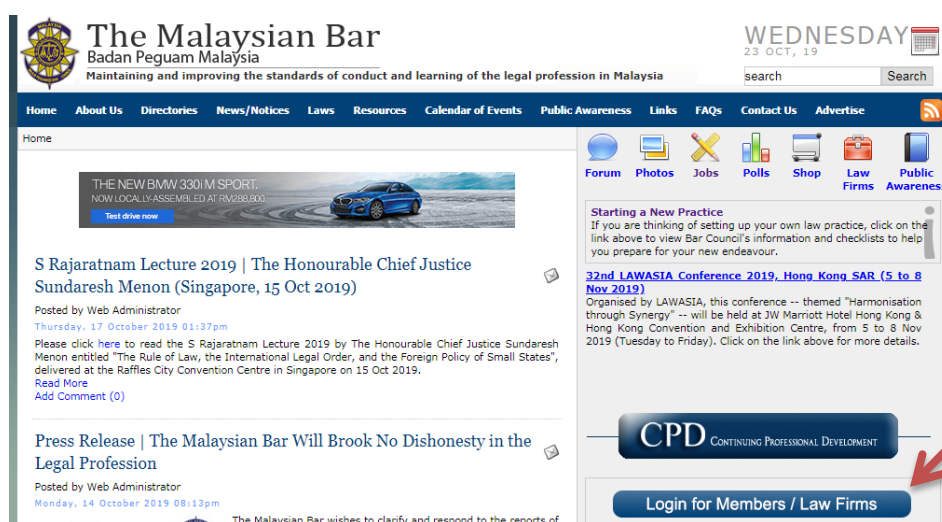 The Malaysian Bar
Badan Peguam Malaysia
Maintaining and improving the standards of conduct and learning of the legal profession in Malaysia
WEDNESDAY
23 OCT, 19
search Search
Home About Us Directories News/Notices Laws Resources Calendar of Events Public Awareness Links FAQs Contact Us Advertise
Home
THE NEW BMW 330i M SPORT.
NOW LOCALLY-ASSEMBLED AT RM288,800.
Test drive now
S Rajaratnam Lecture 2019 | The Honourable Chief Justice
Sundaresh Menon (Singapore, 15 Oct 2019)
Posted by Web Administrator
Thursday, 17 October 2019 01:37pm
Please click here to read the S Rajaratnam Lecture 2019 by The Honourable Chief Justice Sundaresh
Menon entitled "The Rule of Law, the International Legal Order, and the Foreign Policy of Small States",
delivered at the Raffles City Convention Centre in Singapore on 15 Oct 2019.
Read More
Add Comment (0)
Press Release | The Malaysian Bar Will Brook No Dishonesty in the
Legal Profession
Posted by Web Administrator
Monday, 14 October 2019 08:13pm
The Malaysian Bar wishes to clarify and respond to the reports of
Forum Photos Jobs Polls Shop Law Public
Firms Awarenes
Starting a New Practice
If you are thinking of setting up your own law practice, click on the
link above to view Bar Council's information and checklists to help
you prepare for your new endeavour.
32nd LAWASIA Conference 2019, Hong Kong SAR (5 to 8
Nov 2019)
Organised by LAWASIA, this conference -- themed "Harmonisation
through Synergy" -- will be held at JW Marriott Hotel Hong Kong &
Hong Kong Convention and Exhibition Centre, from 5 to 8 Nov
2019 (Tuesday to Friday). Click on the link above for more details.
CPD CONTINUING PROFESSIONAL DEVELOPMENT
Login for Members / Law Firms